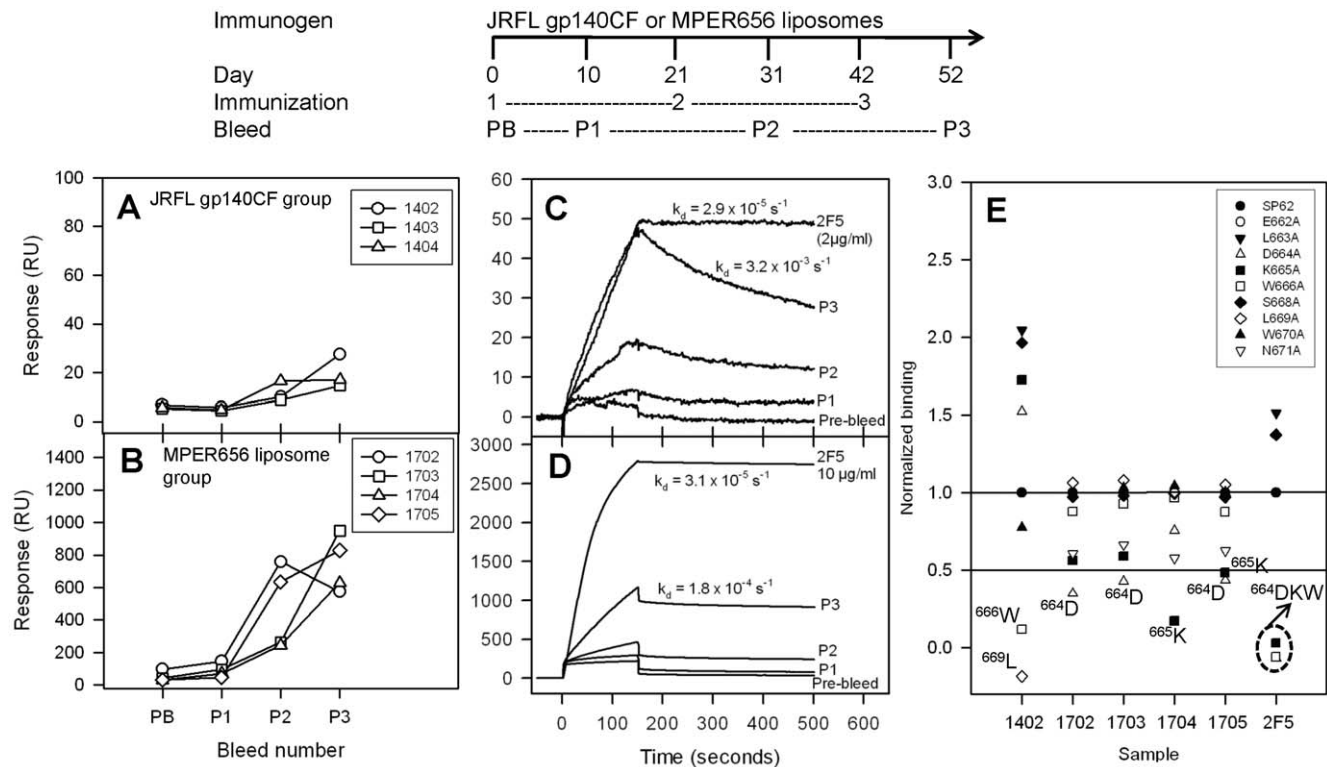 Immunogen JRFL gp140CF or MPER656 liposomes
Day 0 10 21 31 42 52
Immunization 1 ------------------- 2 -------------------- 3
Bleed PB ------ P1 ----------------- P2 ----------------- P3
A JRFL gp140CF group
1402
1403
1404
100
80
60
40
20
0
Response (RU)
B MPER656 liposome
group
1702
1703
1704
1705
1400
1200
1000
800
600
400
200
0
Response (RU)
PB P1 P2 P3
Bleed number
C
60
50
40
30
20
10
0
kd = 2.9 x 10-5 s-1
2F5
(2µg/ml)
kd = 3.2 x 10-3 s-1
P3
P2
P1
Pre-bleed
D
3000
2500
2000
1500
1000
500
0
2F5
10 µg/ml
kd = 3.1 x 10-5 s-1
kd = 1.8 x 10-4 s-1
P3
P2
P1
Pre-bleed
0 100 200 300 400 500 600
Time (seconds)
E
SP62
E662A
L663A
D664A
K665A
W666A
S668A
L669A
W670A
N671A
3.0
2.5
2.0
1.5
1.0
0.5
0.0
Normalized binding
666W
669L
664D
664D
665K
664D
665K
664DKW
1402 1702 1703 1704 1705 2F5
Sample